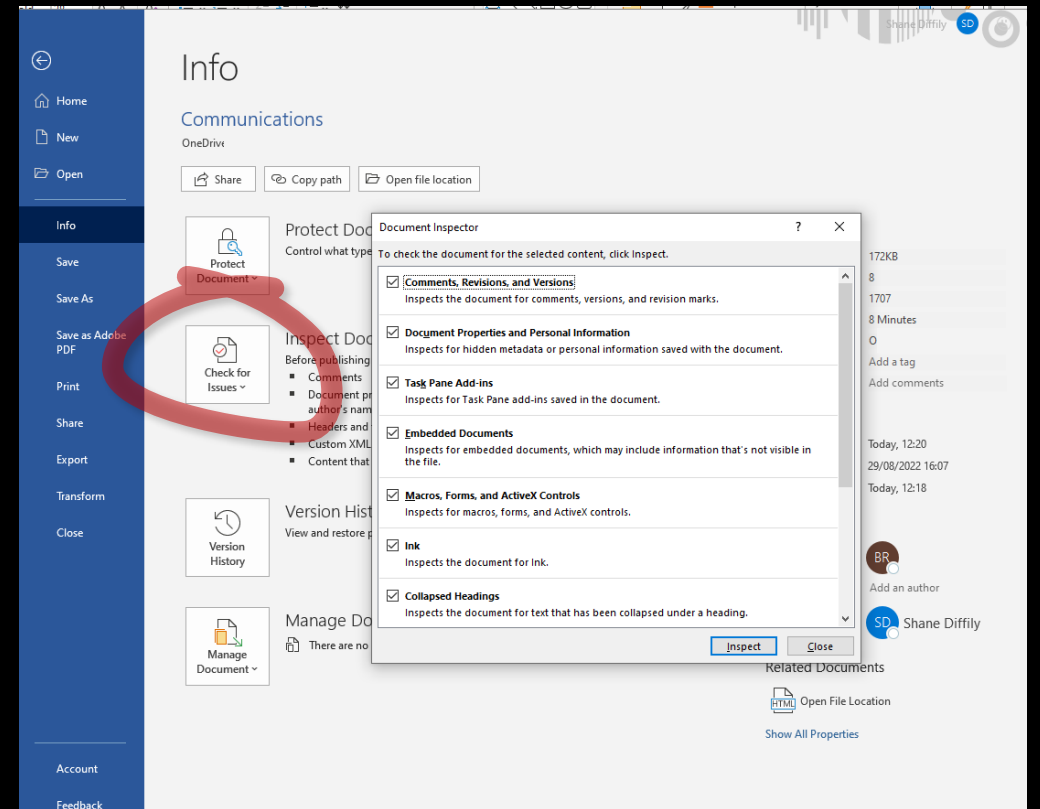 Shane Diffily
SD
Info
Home
New
Open
Info
Save
Save As
Save as Adobe
PDF
Print
Share
Export
Transform
Close
Account
Feedback
Communications
OneDrive
Share
Copy path
Open file location
Protect
Document
Protect Doc
Control what type
Check for
Issues
Inspect Doc
Before publishing
Comments
Document pr
author's nam
Headers and
Custom XML
Content that
Version
History
Version Hist
View and restore p
Manage
Document
Manage Do
There are no
Document Inspector
?
To check the document for the selected content, click Inspect.
Comments, Revisions, and Versions
Inspects the document for comments, versions, and revision marks.
Document Properties and Personal Information
Inspects for hidden metadata or personal information saved with the document.
Task Pane Add-ins
Inspects for Task Pane add-ins saved in the document.
Embedded Documents
Inspects for embedded documents, which may include information that's not visible in
the file.
Macros, Forms, and ActiveX Controls
Inspects for macros, forms, and ActiveX controls.
Ink
Inspects the document for Ink.
Collapsed Headings
Inspects the document for text that has been collapsed under a heading.
Inspect
Close
172KB
8
1707
8 Minutes
Add a tag
Add comments
Today, 12:20
29/08/2022 16:07
Today, 12:18
BR
Add an author
SD
Shane Diffily
Related Documents
HTML
Open File Location
Show All Properties